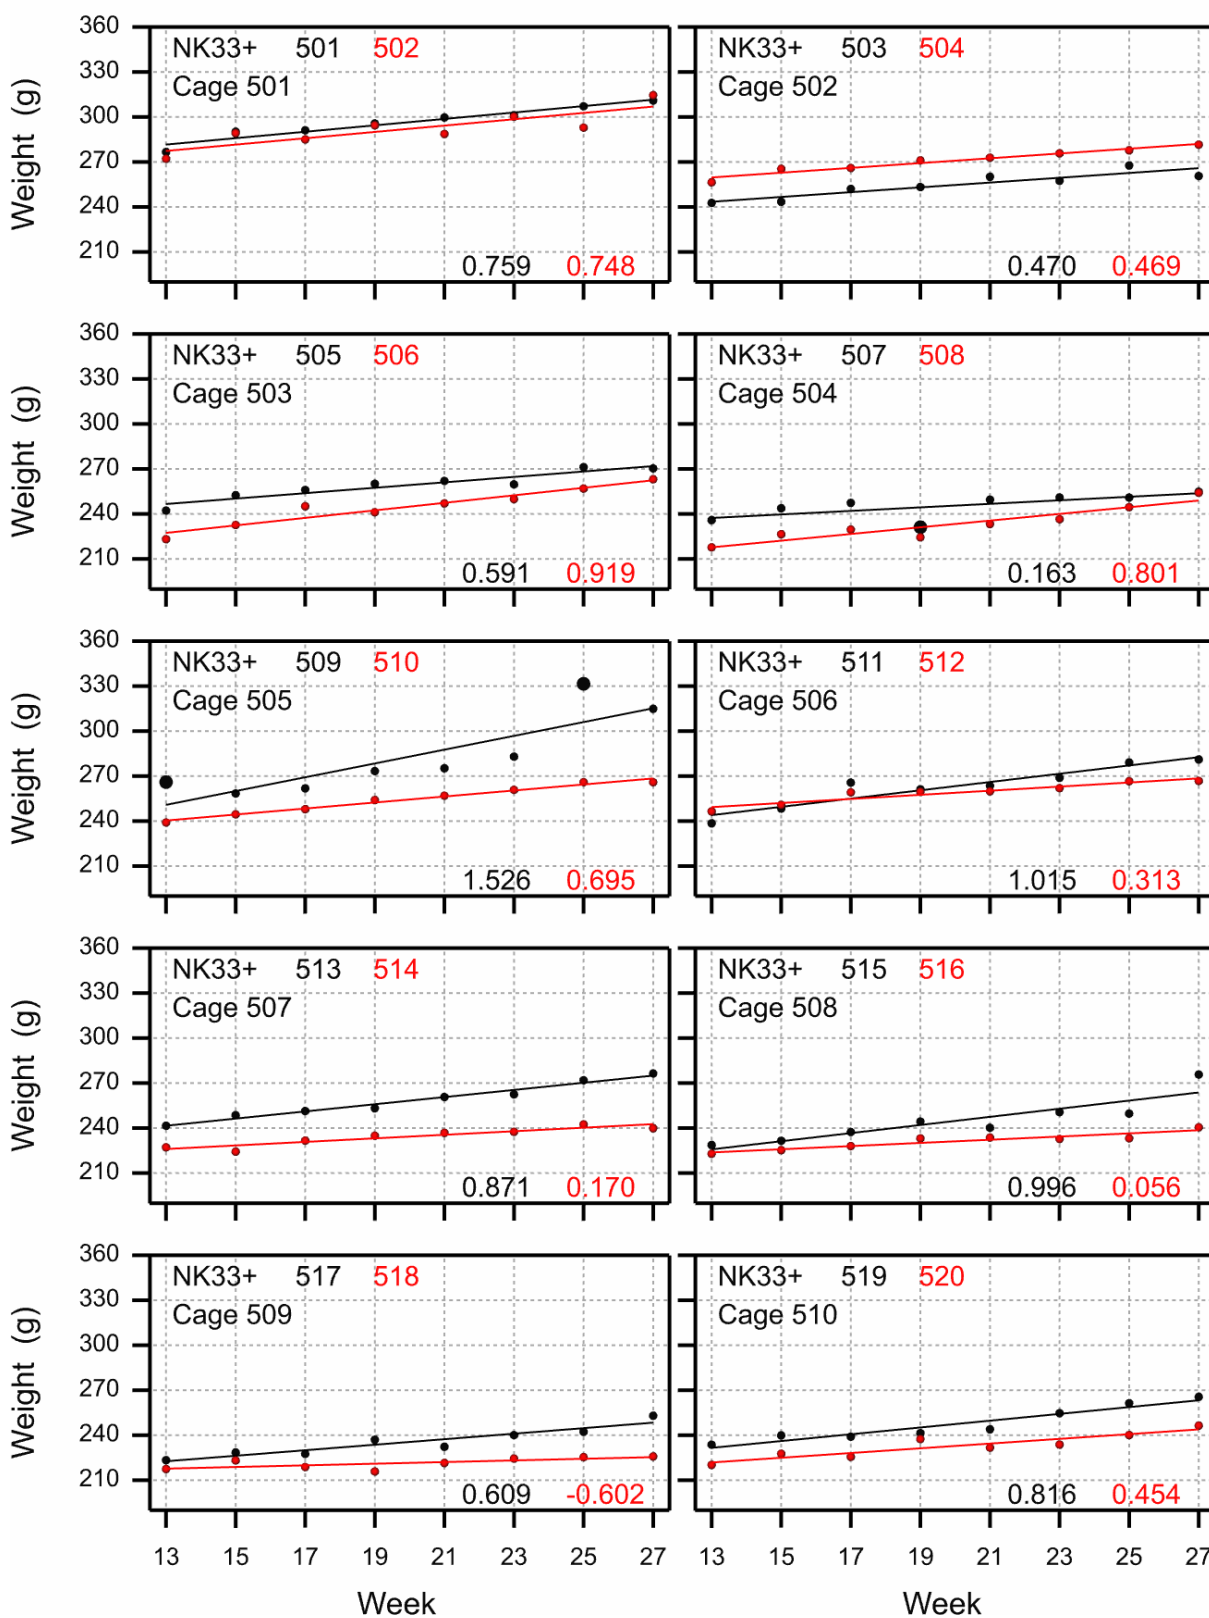 360
330
300
270
240
210
Weight (g)
NK33+ 501 502
Cage 501
0.759 0.748
NK33+ 503 504
Cage 502
0.470 0.469
360
330
300
270
240
210
Weight (g)
NK33+ 505 506
Cage 503
0.591 0.919
NK33+ 507 508
Cage 504
0.163 0.801
360
330
300
270
240
210
Weight (g)
NK33+ 509 510
Cage 505
1.526 0.695
NK33+ 511 512
Cage 506
1.015 0.313
360
330
300
270
240
210
Weight (g)
NK33+ 513 514
Cage 507
0.871 0.170
NK33+ 515 516
Cage 508
0.996 0.056
360
330
300
270
240
210
Weight (g)
NK33+ 517 518
Cage 509
0.609 -0.602
NK33+ 519 520
Cage 510
0.816 0.454
13 15 17 19 21 23 25 27
13 15 17 19 21 23 25 27
Week
Week